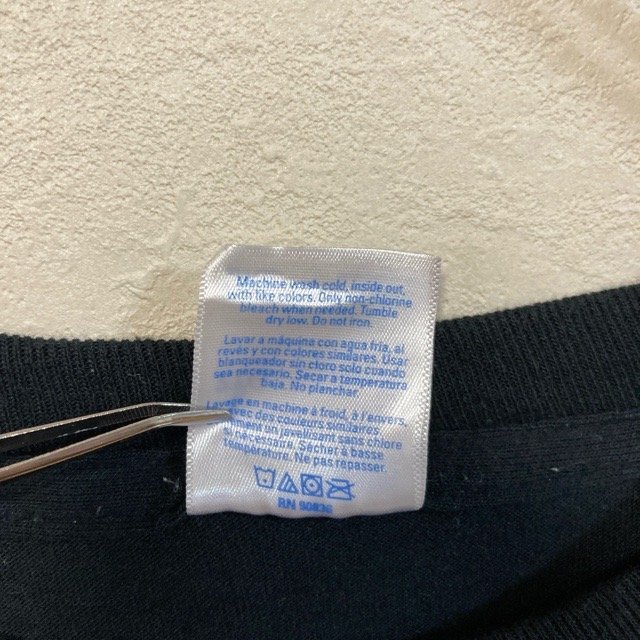 Machine wash cold, inside out,
with like colors. Only non-chlorine
bleach when needed. Tumble
dry low. Do not iron.
Lavar a máquina con agua fría, al
revés y con colores similares. Usar
blanqueador sin cloro solo cuando
sea necesario. Secar a temperatura
baja. No planchar.
Lavage en machine à froid, à l'envers,
avec des couleurs similaires.
ment un javellisant sans chlore
nécessaire. Sécher à basse
température. Ne pas repasser.
RN